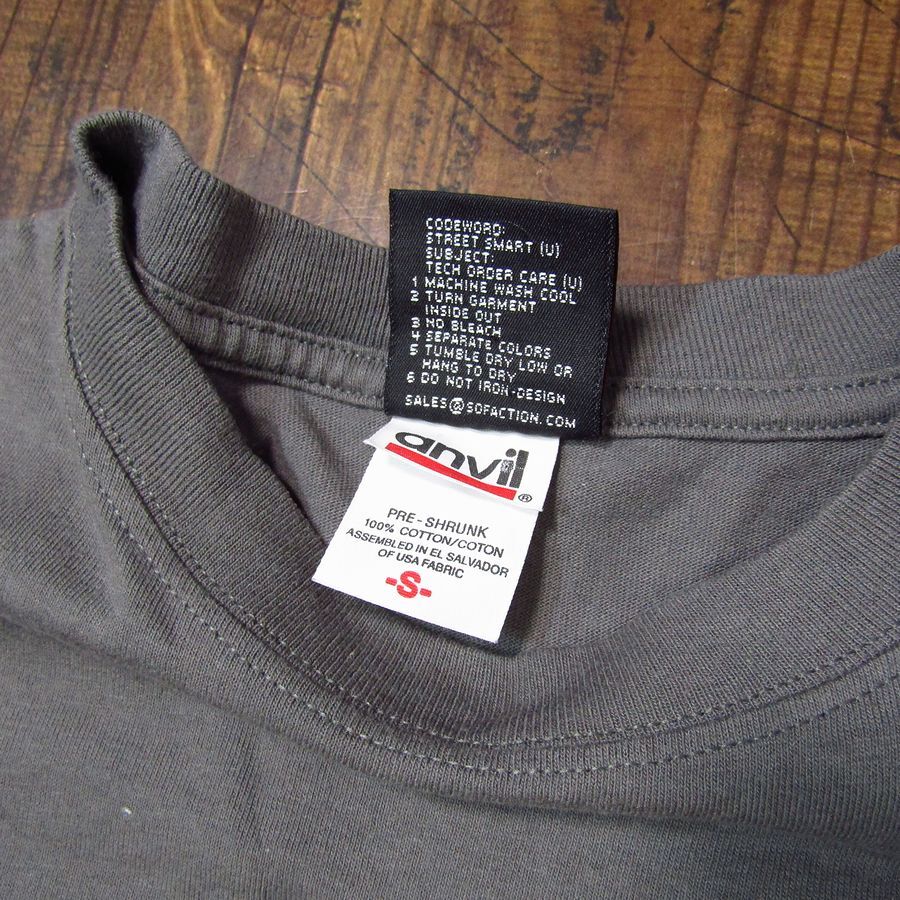 CODEWORD:
STREET SMART (U)
SUBJECT:
TECH ORDER CARE (U)
1 MACHINE WASH COOL
2 TURN GARMENT
INSIDE OUT
3 NO BLEACH
4 SEPARATE COLORS
5 TUMBLE DRY LOW OR
HANG TO DRY
6 DO NOT IRON-DESIGN
SALES@SOFACTION.COM
anvil®
PRE-SHRUNK
100% COTTON/COTON
ASSEMBLED IN EL SALVADOR
OF USA FABRIC
-S-